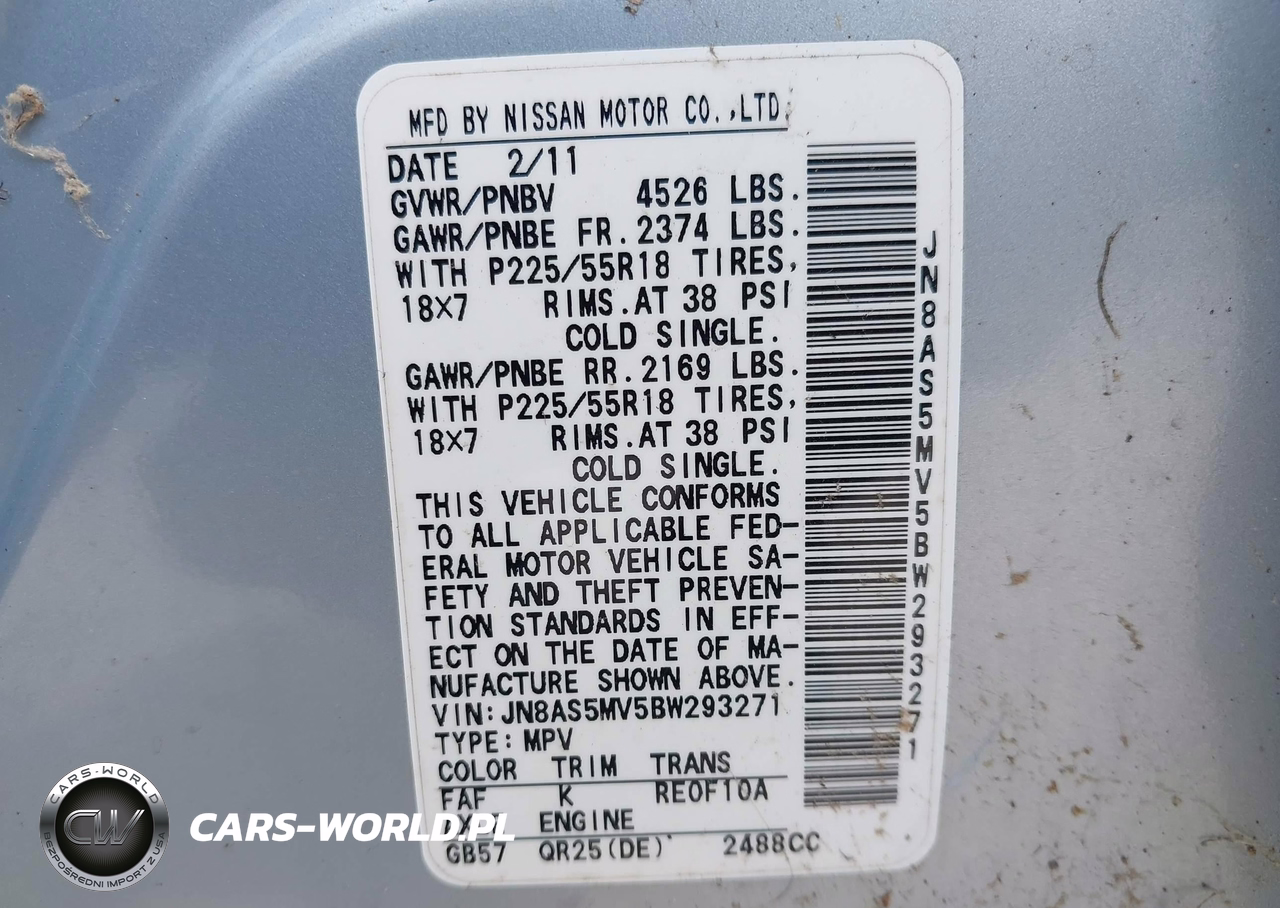 MFD BY NISSAN MOTOR CO.,LTD.
DATE 2/11
GVWR/PNBV 4526 LBS.
GAWR/PNBE FR.2374 LBS.
WITH P225/55R18 TIRES,
18X7 RIMS.AT 38 PSI
COLD SINGLE.
GAWR/PNBE RR.2169 LBS.
WITH P225/55R18 TIRES,
18X7 RIMS.AT 38 PSI
COLD SINGLE.
THIS VEHICLE CONFORMS
TO ALL APPLICABLE FED-
ERAL MOTOR VEHICLE SA-
FETY AND THEFT PREVEN-
TION STANDARDS IN EFF-
ECT ON THE DATE OF MA-
NUFACTURE SHOWN ABOVE.
VIN:JN8AS5MV5BW293271
TYPE:MPV
COLOR TRIM TRANS
FAF K RE0F10A
ENGINE
GB57 QR25(DE) 2488CC
JN8AS5MV5BW293271
CARS-WORLD
CW
BEZPOŚREDNI IMPORT Z USA
CARS-WORLD.PL